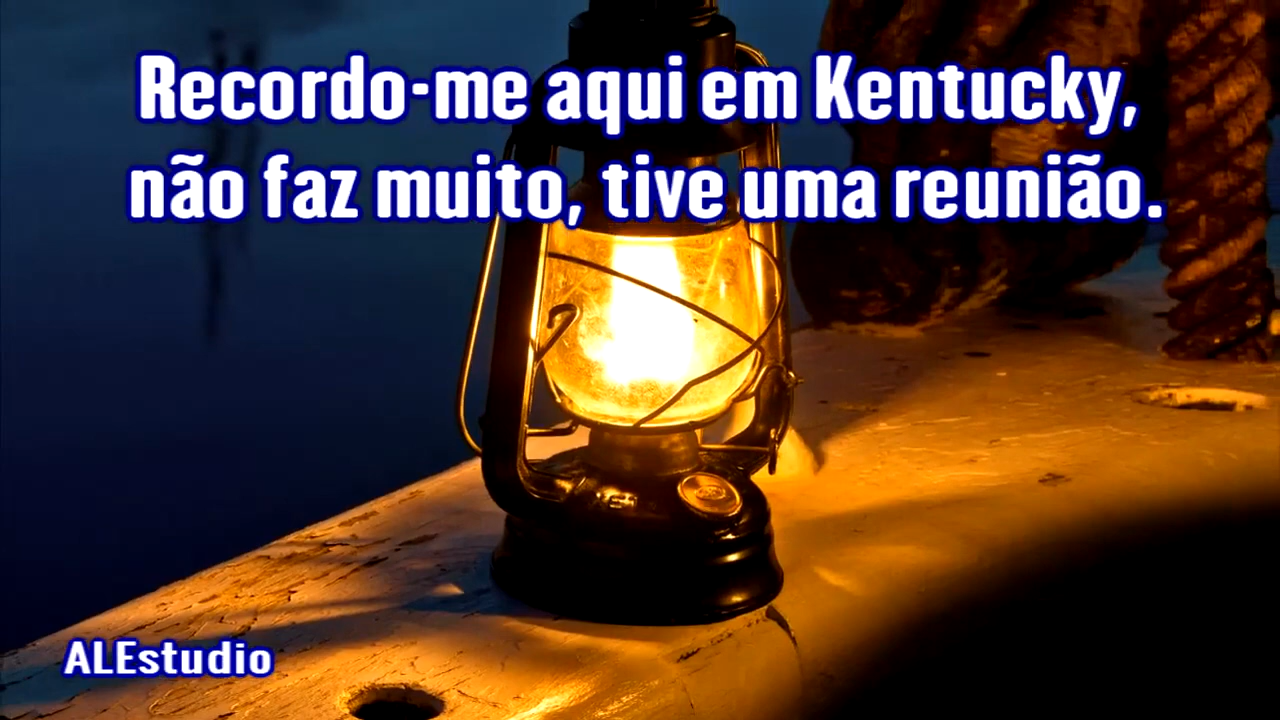 Recordo-me aqui em Kentucky,
não faz muito, tive uma reunião.
ALEstudio